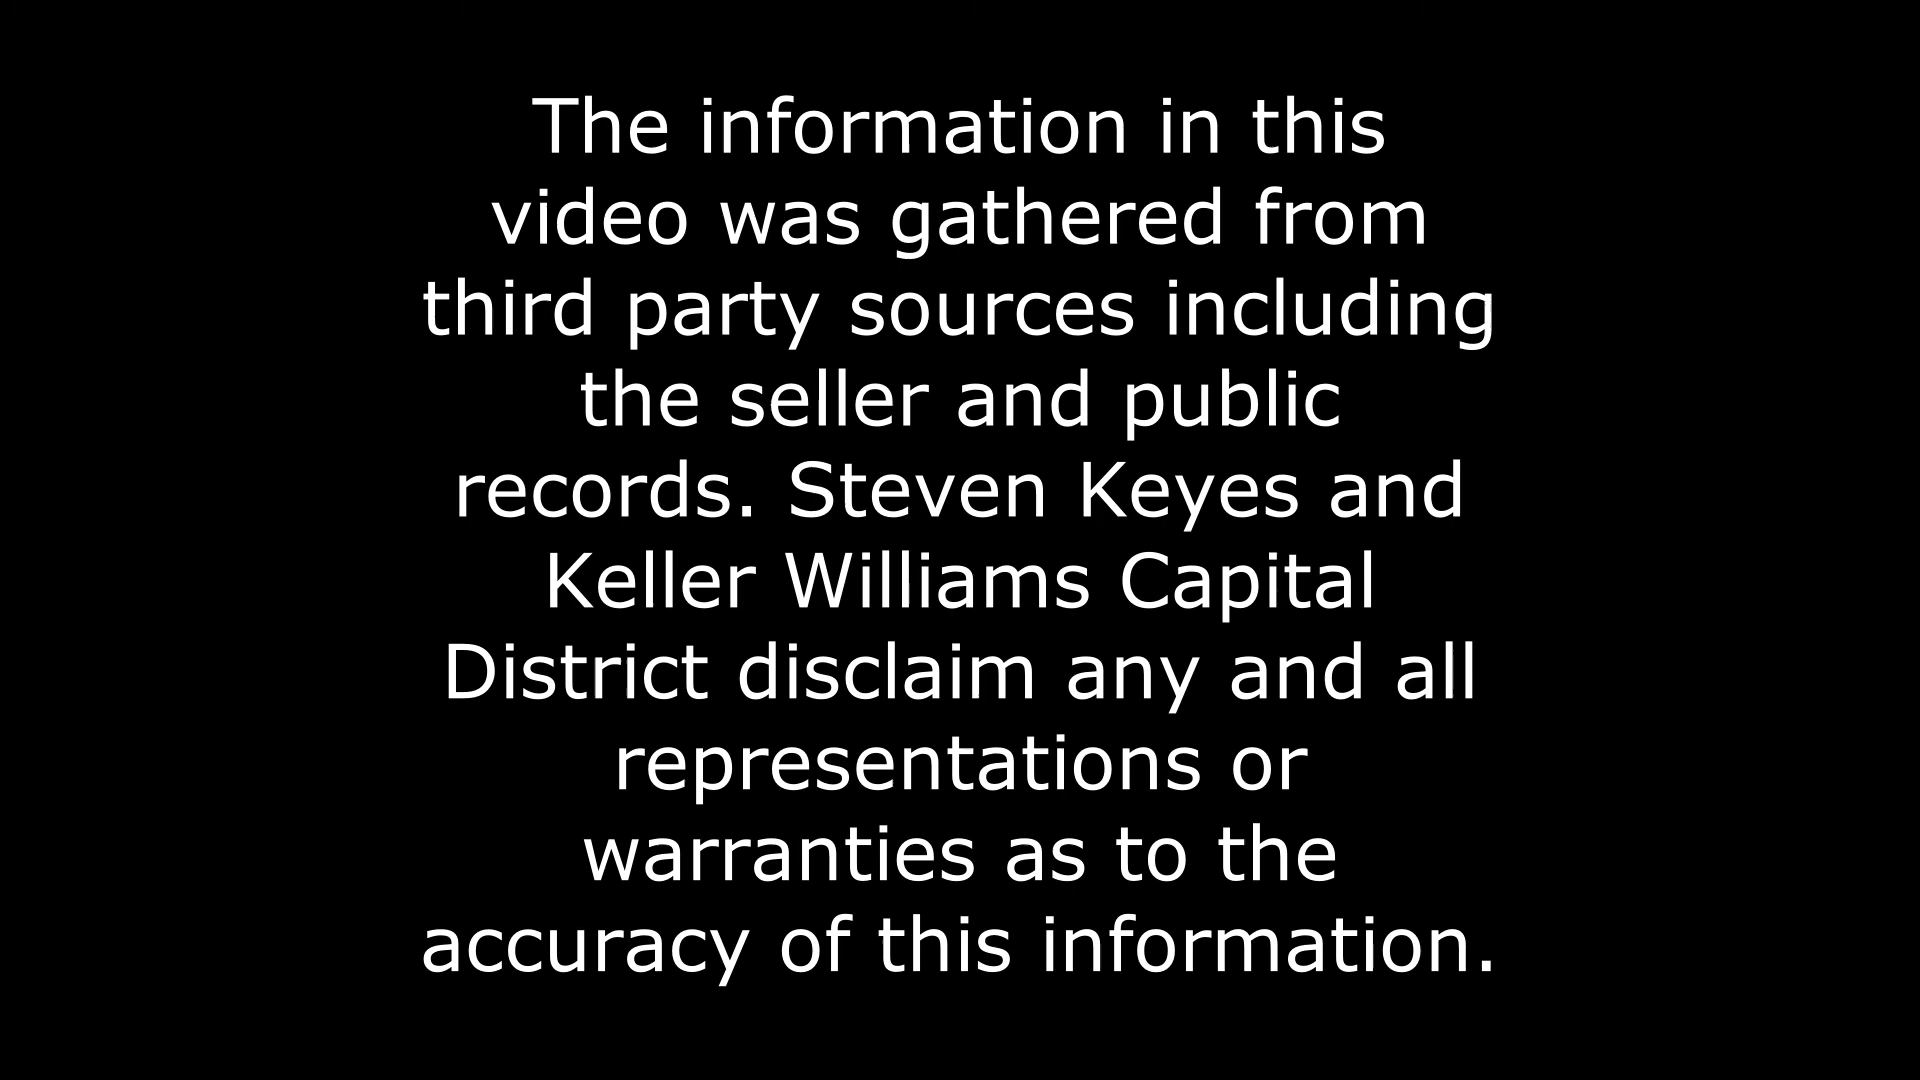 The information in this
video was gathered from
third party sources including
the seller and public
records. Steven Keyes and
Keller Williams Capital
District disclaim any and all
representations or
warranties as to the
accuracy of this information.